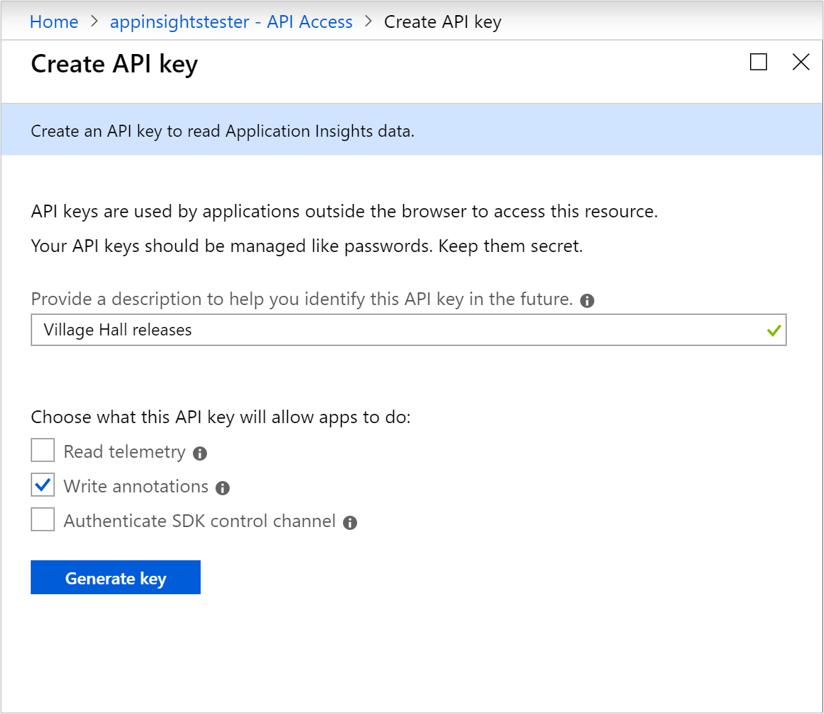 Home > appinsightstester - API Access > Create API key
Create API key
Create an API key to read Application Insights data.
API keys are used by applications outside the browser to access this resource.
Your API keys should be managed like passwords. Keep them secret.
Provide a description to help you identify this API key in the future.
Village Hall releases
Choose what this API key will allow apps to do:
Read telemetry
Write annotations
Authenticate SDK control channel
Generate key